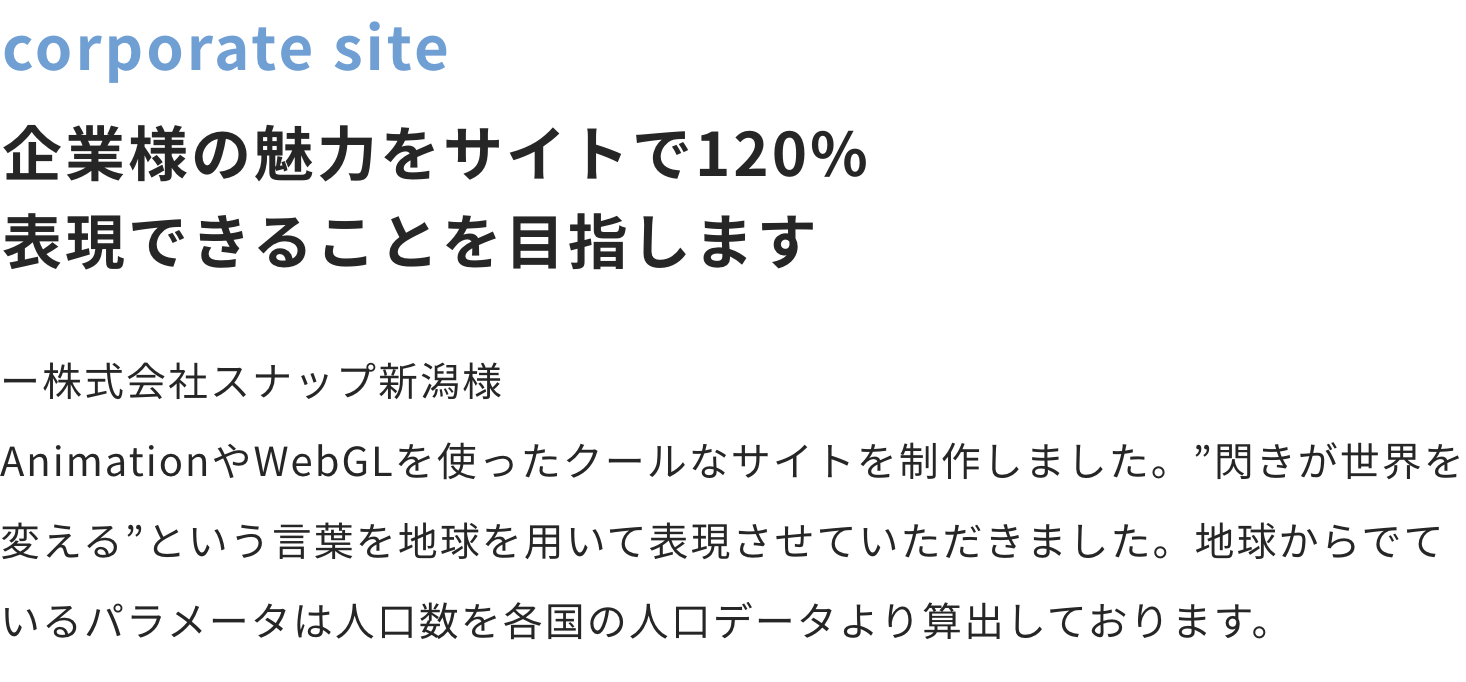 corporate site
企業様の魅力をサイトで120%
表現できることを目指します
ー株式会社スナップ新潟様
AnimationやWebGLを使ったクールなサイトを制作しました。”閃きが世界を
変える”という言葉を地球を用いて表現させていただきました。地球からでて
いるパラメータは人口数を各国の人口データより算出しております。